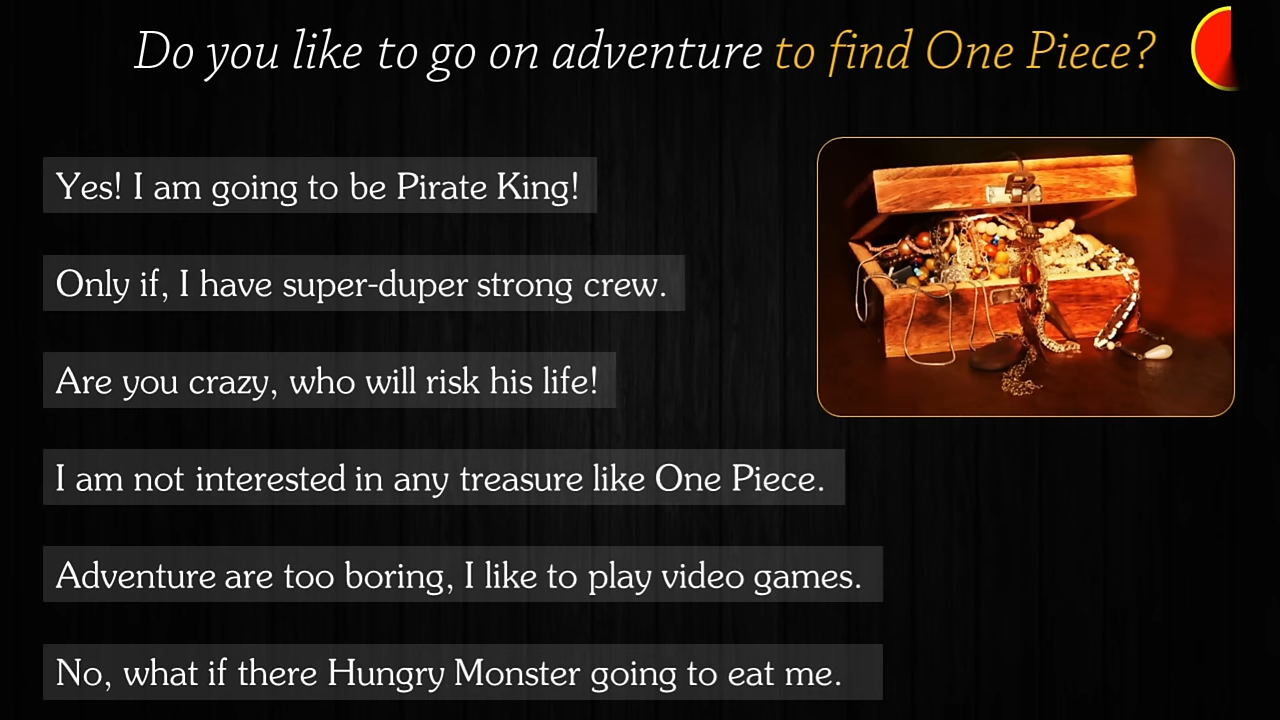 Do you like to go on adventure to find One Piece?
Yes! I am going to be Pirate King!
Only if, I have super-duper strong crew.
Are you crazy, who will risk his life!
I am not interested in any treasure like One Piece.
Adventure are too boring, I like to play video games.
No, what if there Hungry Monster going to eat me.